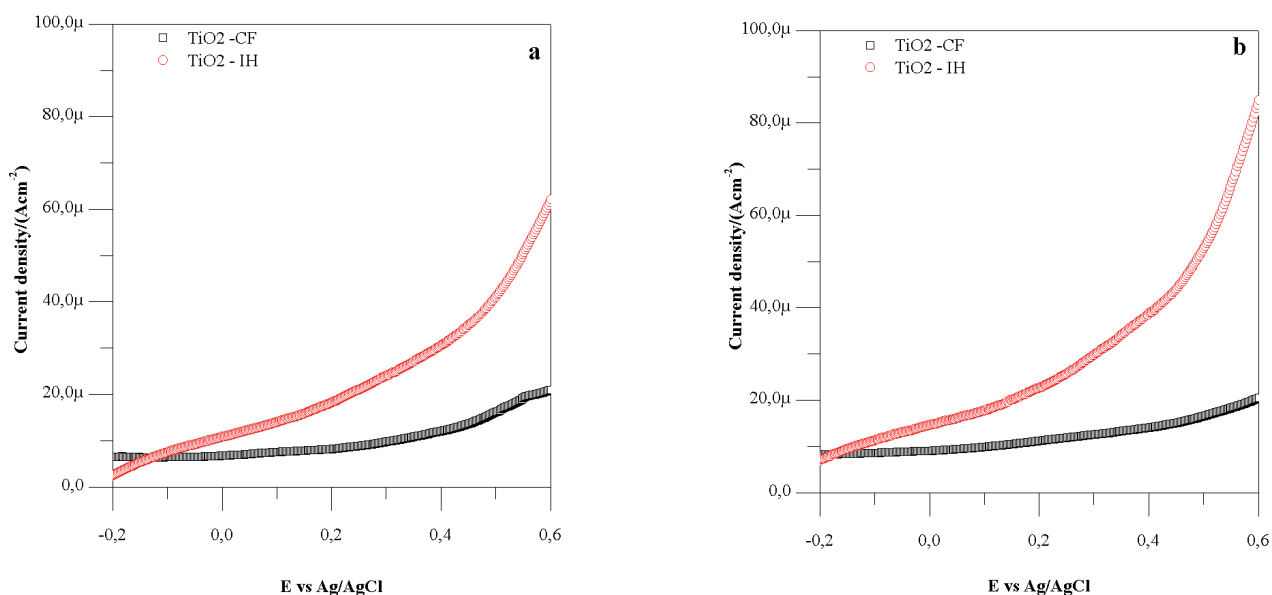 a
TiO2 -CF
TiO2 - IH
100,0μ
80,0μ
60,0μ
40,0μ
20,0μ
0,0
Current density/(Acm-2)
-0,2
0,0
0,2
0,4
0,6
E vs Ag/AgCl
b
TiO2 -CF
TiO2 - IH
100,0μ
80,0μ
60,0μ
40,0μ
20,0μ
0,0
Current density/(Acm-2)
-0,2
0,0
0,2
0,4
0,6
E vs Ag/AgCl